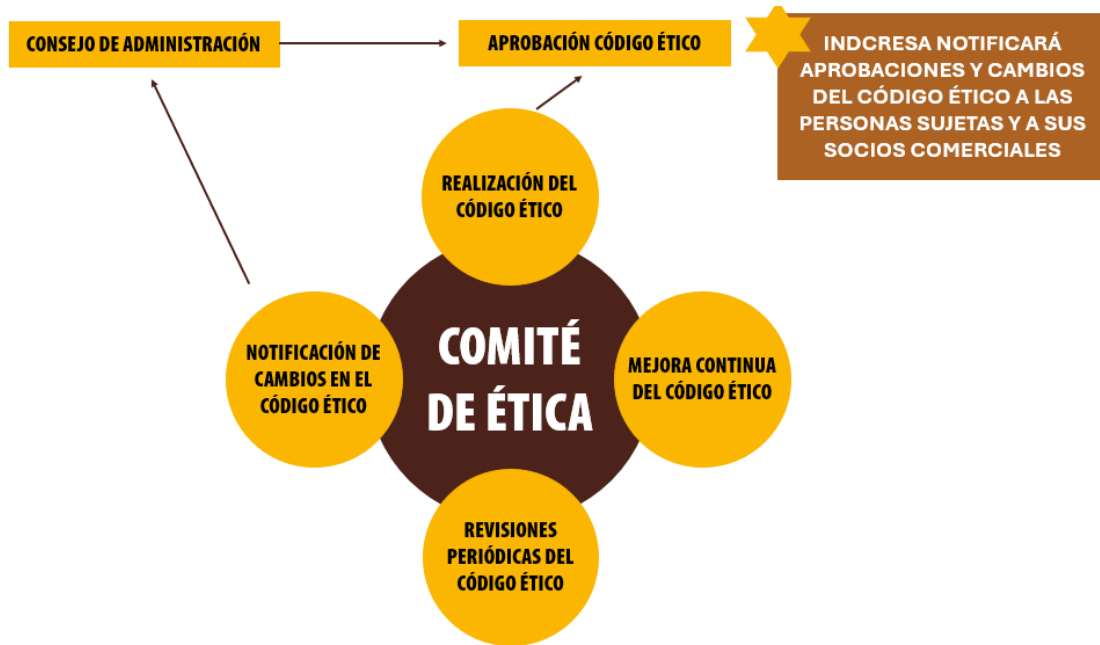 CONSEJO DE ADMINISTRACIÓN
APROBACIÓN CÓDIGO ÉTICO
INDCRESA NOTIFICARÁ
APROBACIONES Y CAMBIOS
DEL CÓDIGO ÉTICO A LAS
PERSONAS SUJETAS Y A SUS
SOCIOS COMERCIALES
REALIZACIÓN DEL
CÓDIGO ÉTICO
NOTIFICACIÓN DE
CAMBIOS EN EL
CÓDIGO ÉTICO
COMITÉ
DE ÉTICA
MEJORA CONTINUA
DEL CÓDIGO ÉTICO
REVISIONES
PERIÓDICAS DEL
CÓDIGO ÉTICO